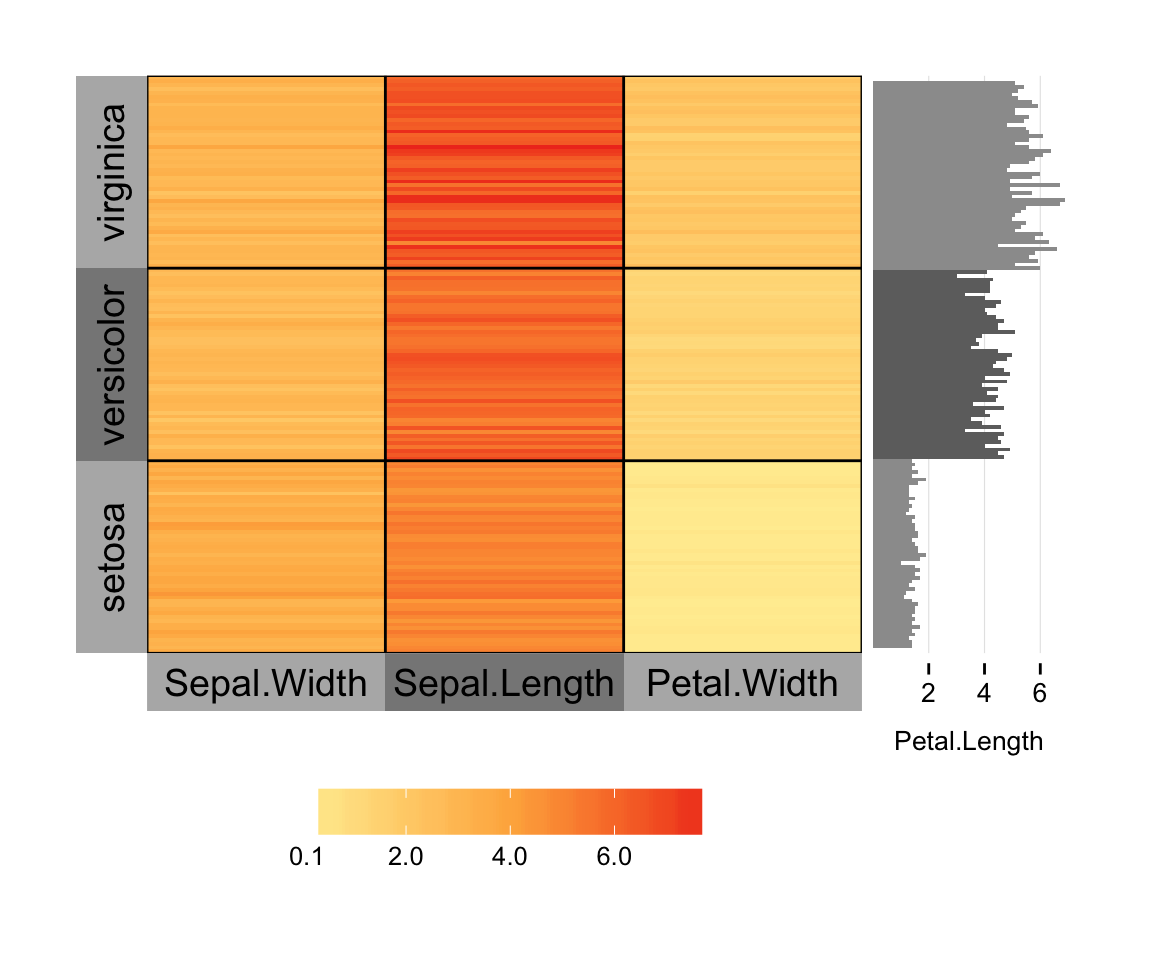 virginica
versicolor
setosa
Sepal.Width Sepal.Length Petal.Width
2 4 6
Petal.Length
0.1 2.0 4.0 6.0